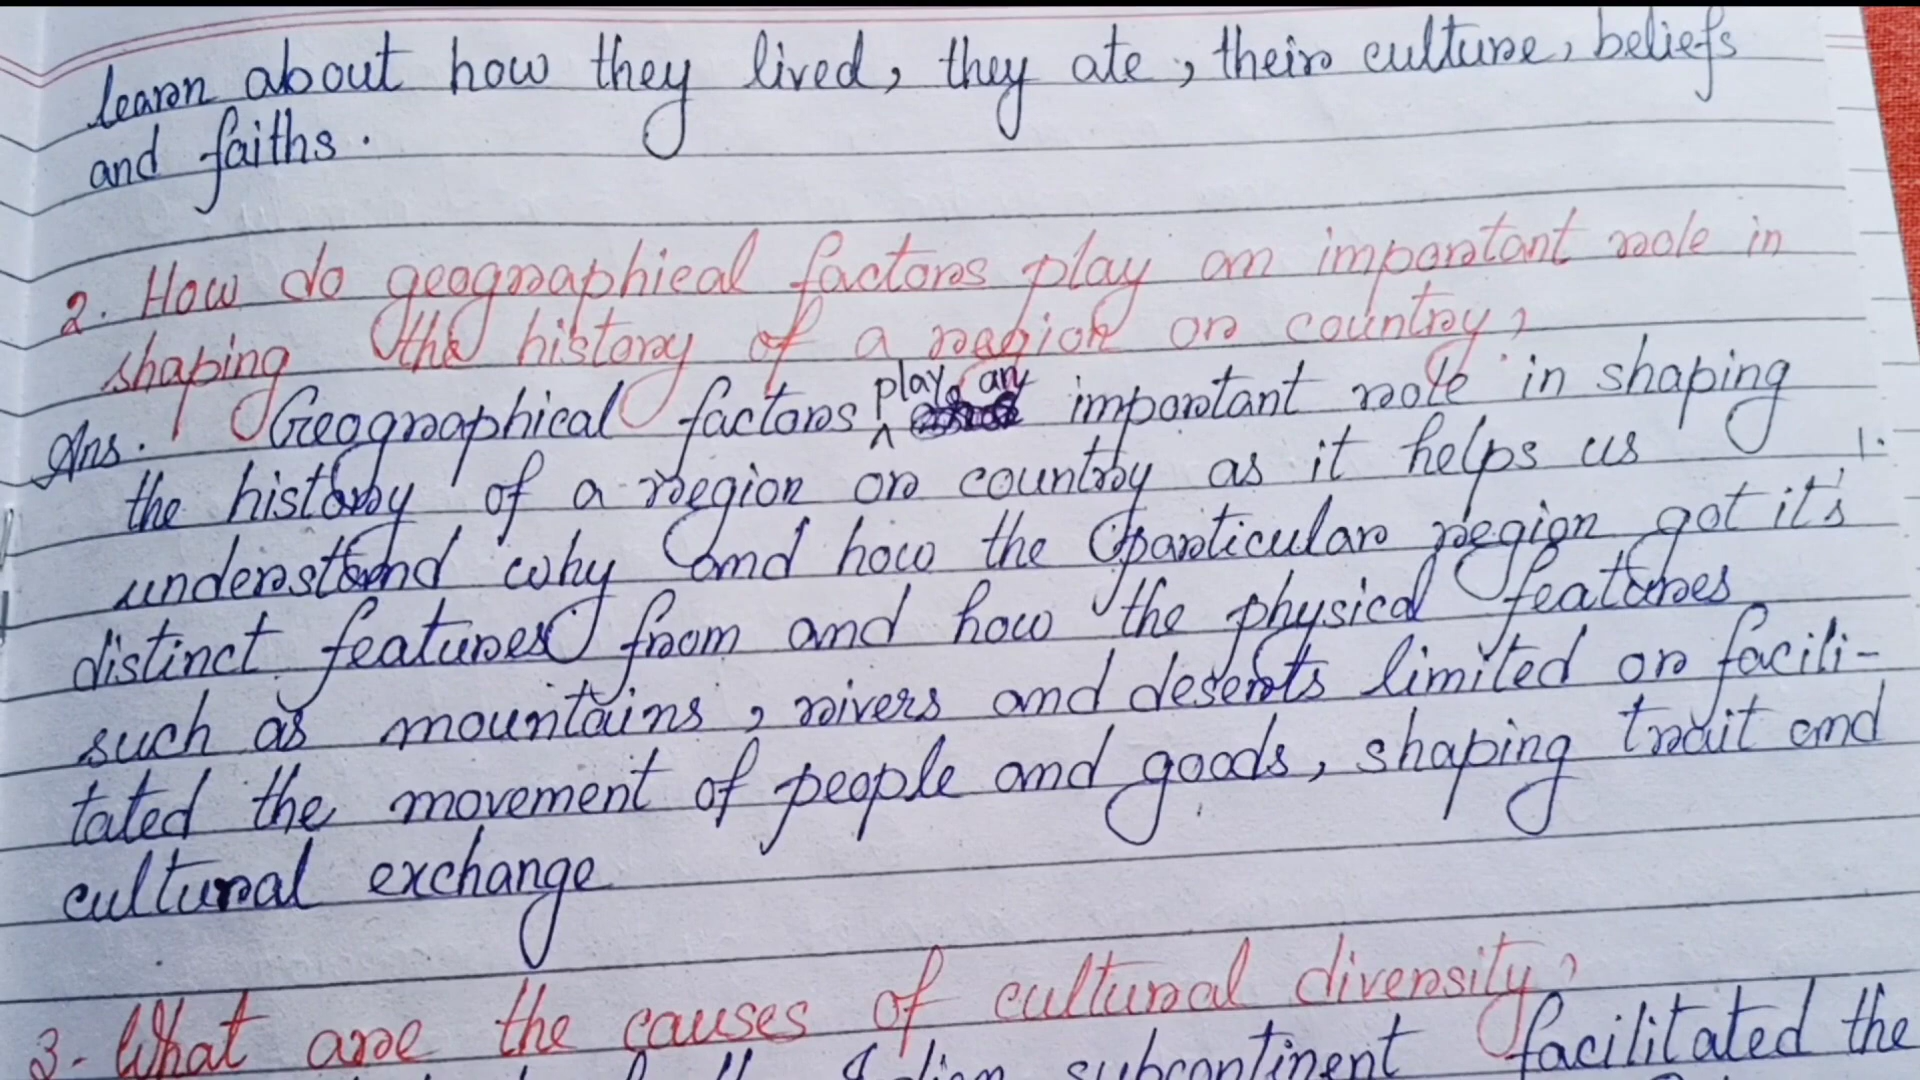 learn about how they lived, they ate, their culture, beliefs
and faiths.
2. How do geographical factors play an important role in
shaping the history of a region or country?
Ans. Geographical factors play an important role in shaping
the history of a region or country as it helps us
understand why and how the particular region got it's
distinct features from and how the physical features
such as mountains, rivers and deserts limited or facili-
tated the movement of people and goods, shaping trait and
cultural exchange
3. What are the causes of cultural diversity?
subcontinent facilitated the